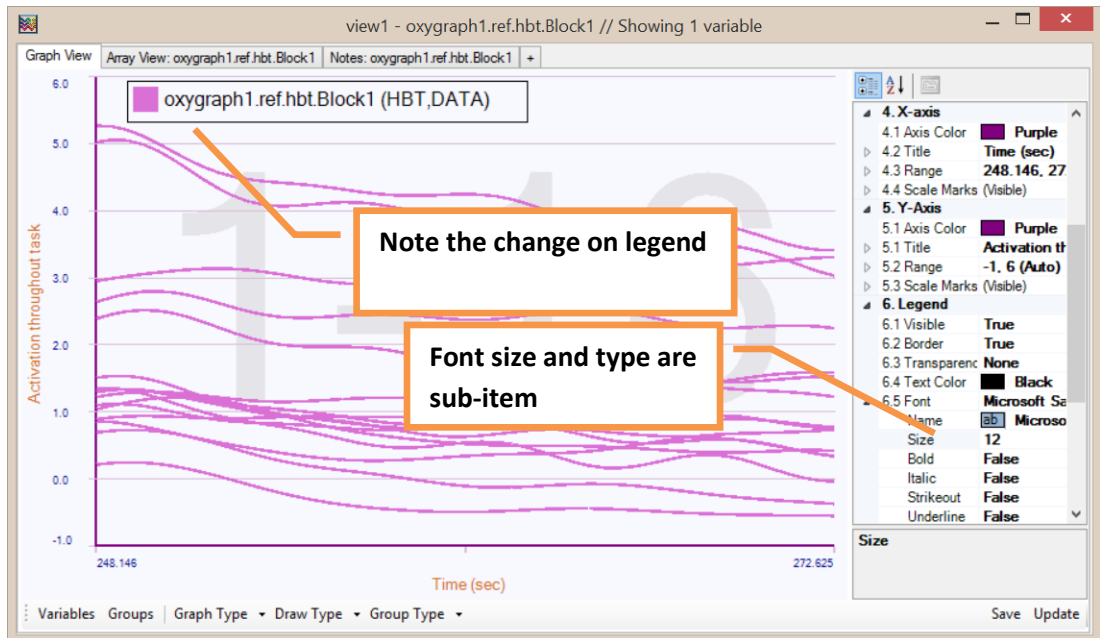 view1 - oxygraph1.ref.hbt.Block1 // Showing 1 variable
Graph View Array View: oxygraph1.ref.hbt.Block1 Notes: oxygraph1.ref.hbt.Block1 +
oxygraph1.ref.hbt.Block1 (HBT,DATA)
6.0
5.0
4.0
3.0
2.0
1.0
0.0
-1.0
Activation throughout task
1 - 16
Note the change on legend
Font size and type are
sub-item
248.146 272.625
Time (sec)
4. X-axis
4.1 Axis Color Purple
4.2 Title Time (sec)
4.3 Range 248.146, 27
4.4 Scale Marks (Visible)
5. Y-Axis
5.1 Axis Color Purple
5.1 Title Activation th
5.2 Range -1, 6 (Auto)
5.3 Scale Marks (Visible)
6. Legend
6.1 Visible True
6.2 Border True
6.3 Transparenc None
6.4 Text Color Black
6.5 Font Microsoft Sa
Name ab Microso
Size 12
Bold False
Italic False
Strikeout False
Underline False
Size
Variables Groups Graph Type Draw Type Group Type Save Update